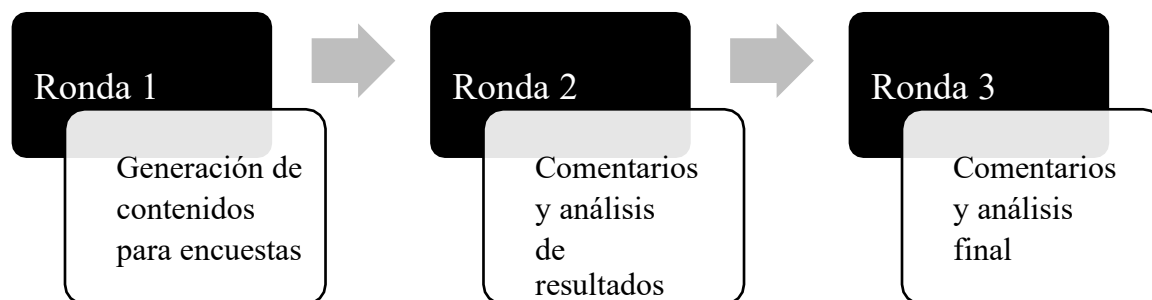 Ronda 1
Generación de
contenidos
para encuestas
Ronda 2
Comentarios
y análisis
de
resultados
Ronda 3
Comentarios
y análisis
final